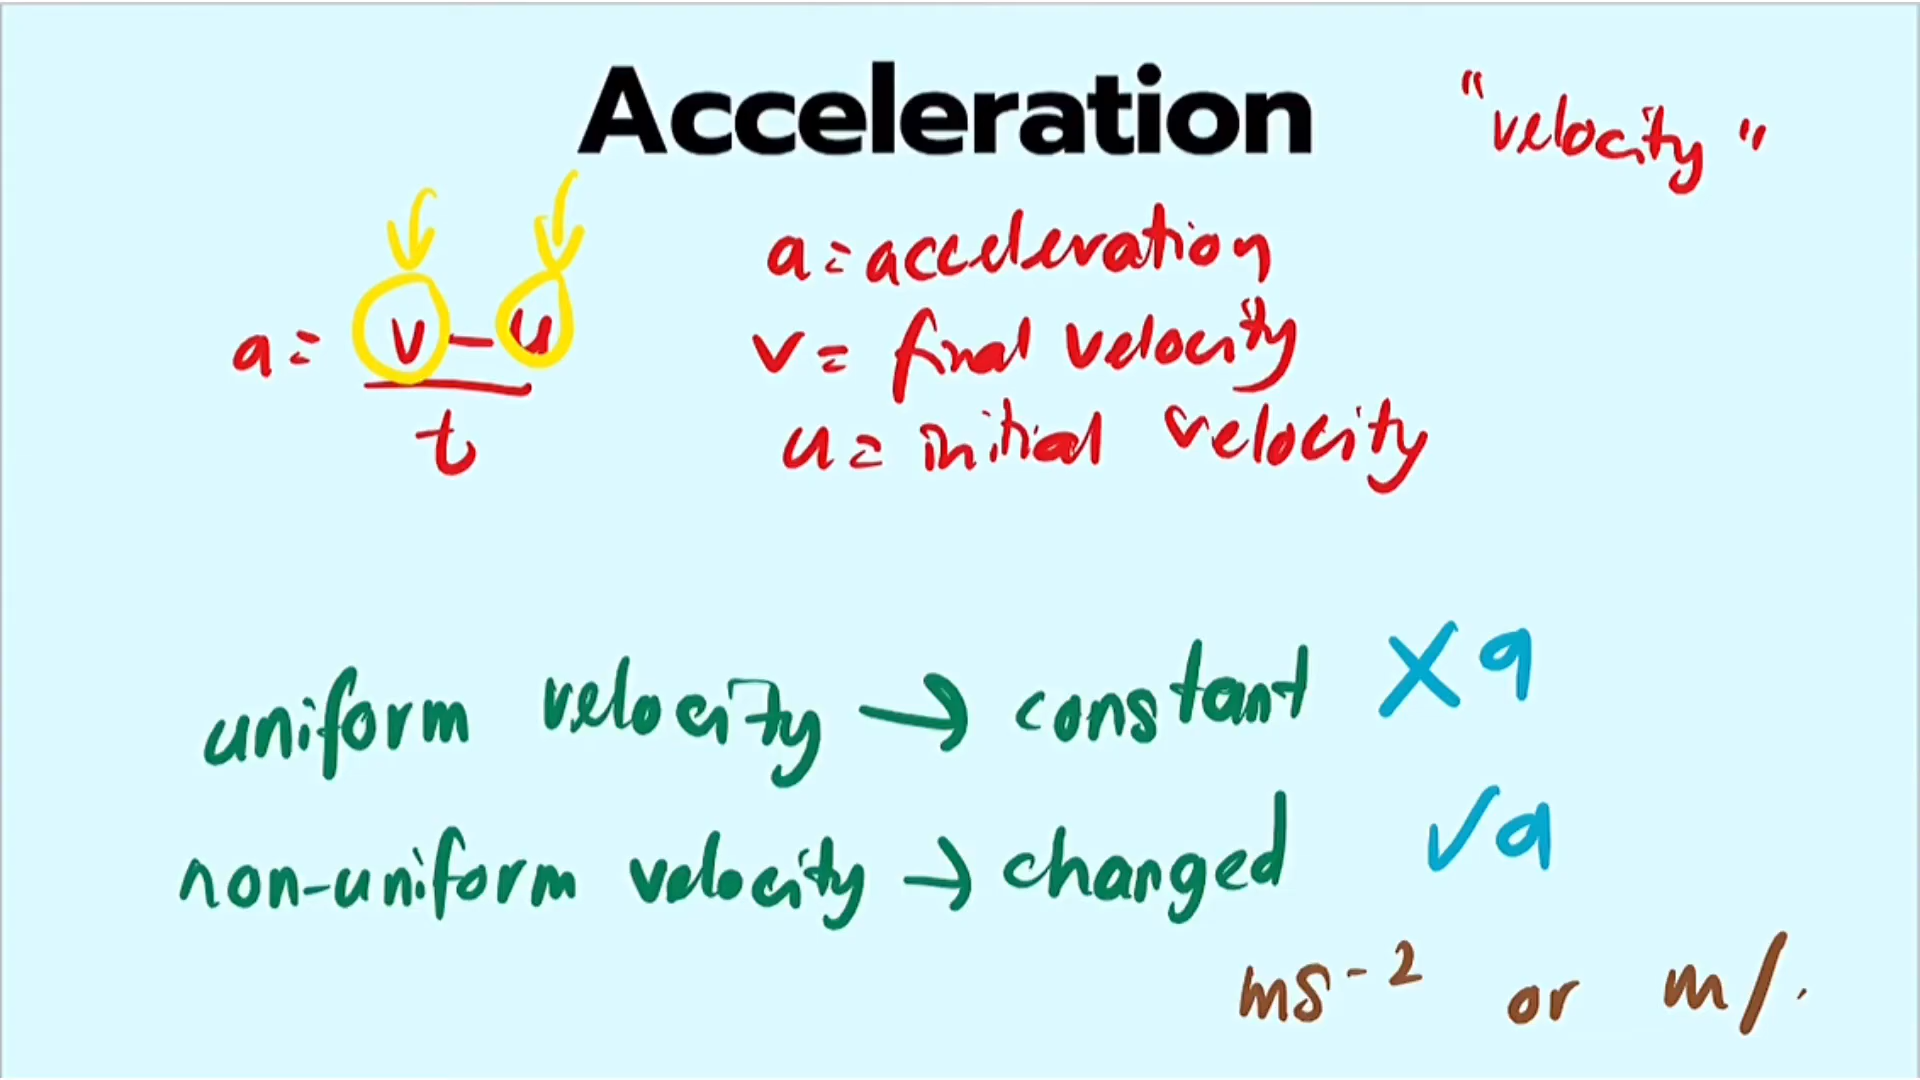 Acceleration
"velocity"
a = acceleration
a = v - u
t
v = final velocity
u = initial velocity
uniform velocity → constant X a
non-uniform velocity → changed ✓ a
ms⁻² or m/.